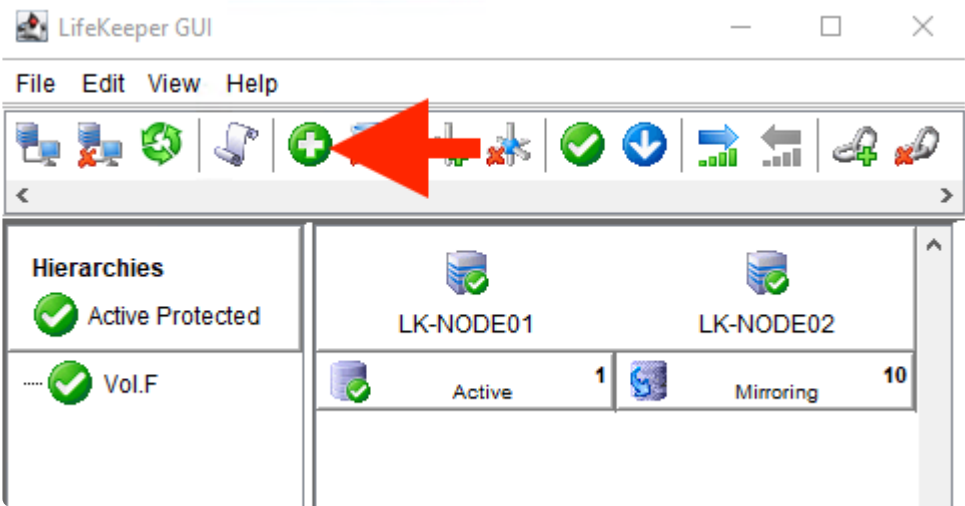 LifeKeeper GUI
File Edit View Help
Hierarchies
Active Protected
LK-NODE01 LK-NODE02
Vol.F
Active 1 Mirroring 10